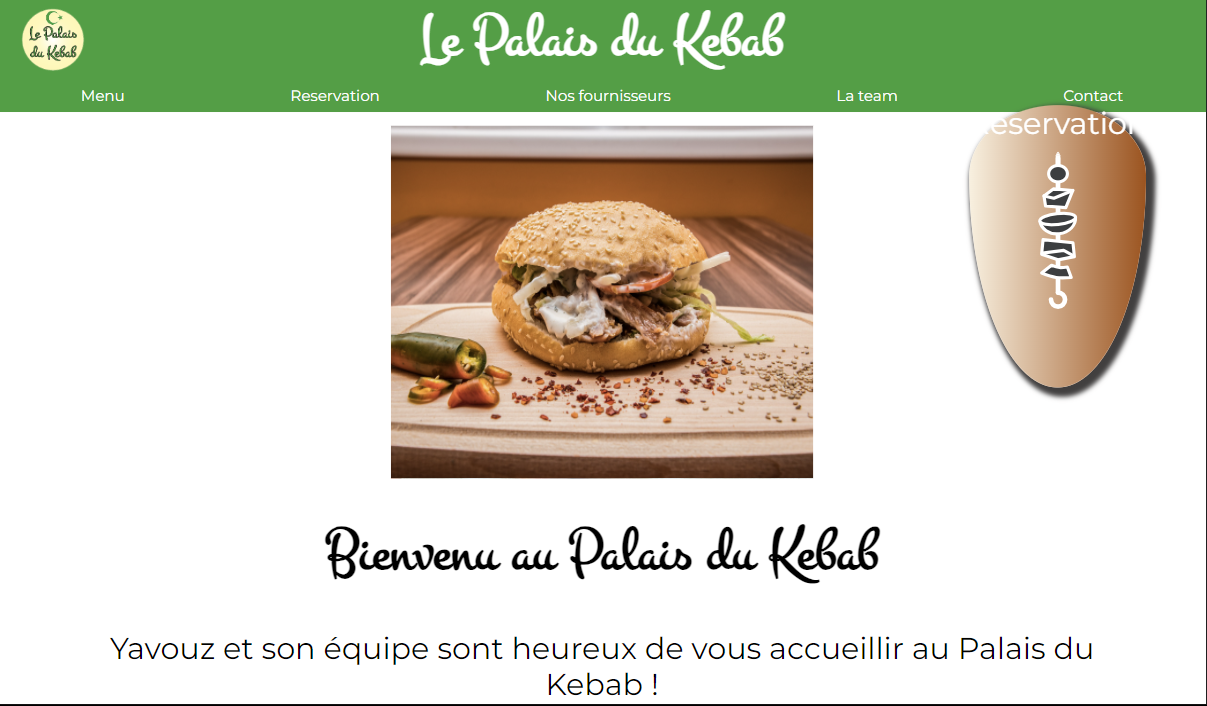 Le Palais
du Kebab
Le Palais du Kebab
Menu
Reservation
Nos fournisseurs
La team
Contact
Reservation
Bienvenu au Palais du Kebab
Yavouz et son équipe sont heureux de vous accueillir au Palais du
Kebab !